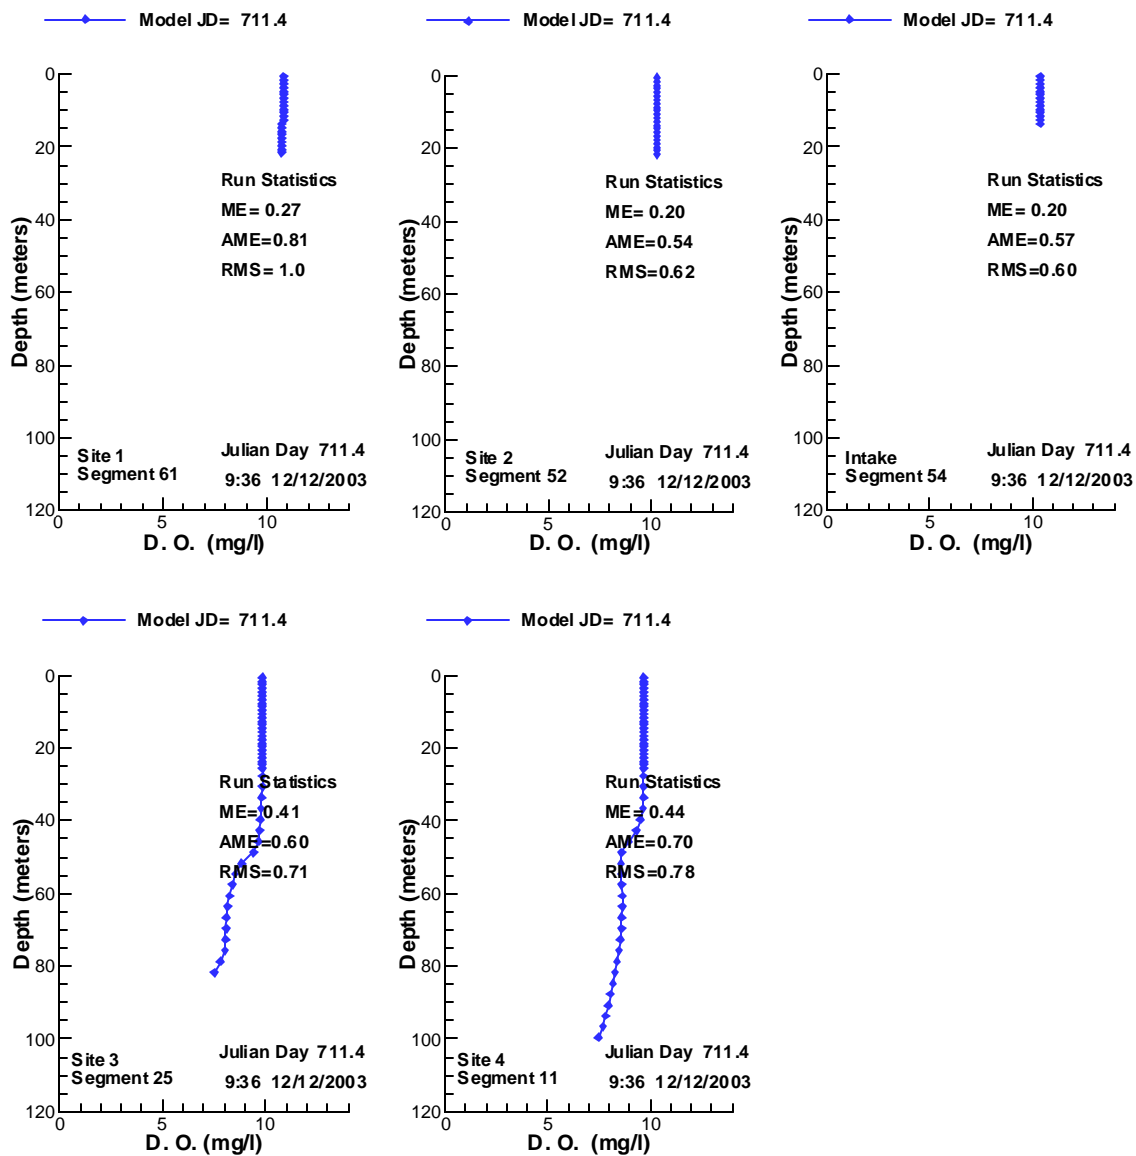 Model JD= 711.4
0
20
40
60
80
100
120
Depth (meters)
Run Statistics
ME= 0.27
AME=0.81
RMS= 1.0
Site 1
Segment 61
Julian Day 711.4
9:36 12/12/2003
0 5 10
D. O. (mg/l)
Model JD= 711.4
0
20
40
60
80
100
120
Depth (meters)
Run Statistics
ME= 0.20
AME=0.54
RMS=0.62
Site 2
Segment 52
Julian Day 711.4
9:36 12/12/2003
0 5 10
D. O. (mg/l)
Model JD= 711.4
0
20
40
60
80
100
120
Depth (meters)
Run Statistics
ME= 0.20
AME=0.57
RMS=0.60
Intake
Segment 54
Julian Day 711.4
9:36 12/12/2003
0 5 10
D. O. (mg/l)
Model JD= 711.4
0
20
40
60
80
100
120
Depth (meters)
Run Statistics
ME= 0.41
AME=0.60
RMS=0.71
Site 3
Segment 25
Julian Day 711.4
9:36 12/12/2003
0 5 10
D. O. (mg/l)
Model JD= 711.4
0
20
40
60
80
100
120
Depth (meters)
Run Statistics
ME= 0.44
AME=0.70
RMS=0.78
Site 4
Segment 11
Julian Day 711.4
9:36 12/12/2003
0 5 10
D. O. (mg/l)